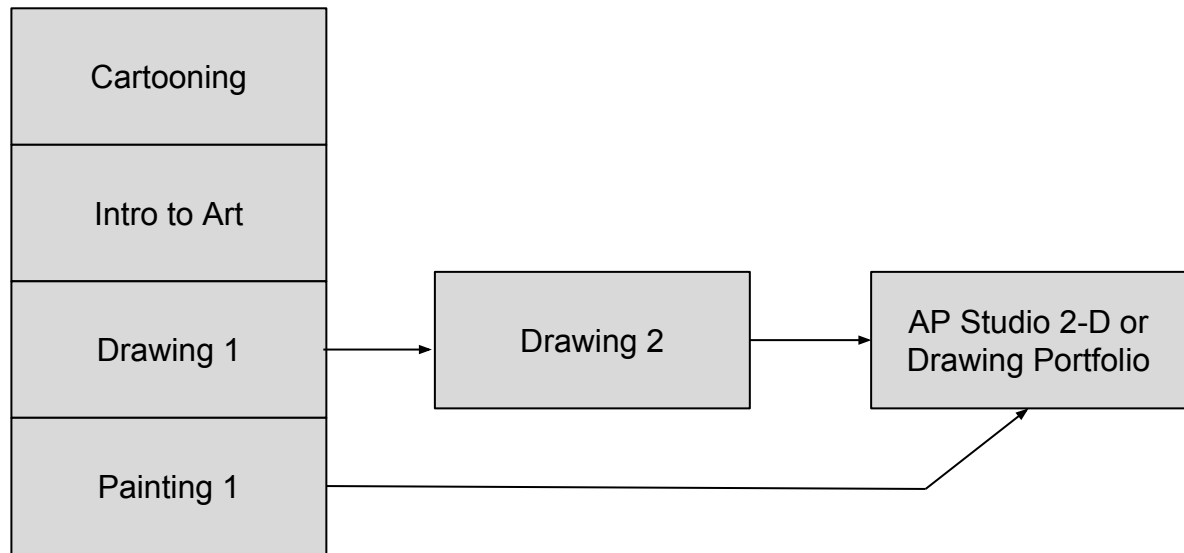 Cartooning
Intro to Art
Drawing 1
Painting 1
Drawing 2
AP Studio 2-D or
Drawing Portfolio